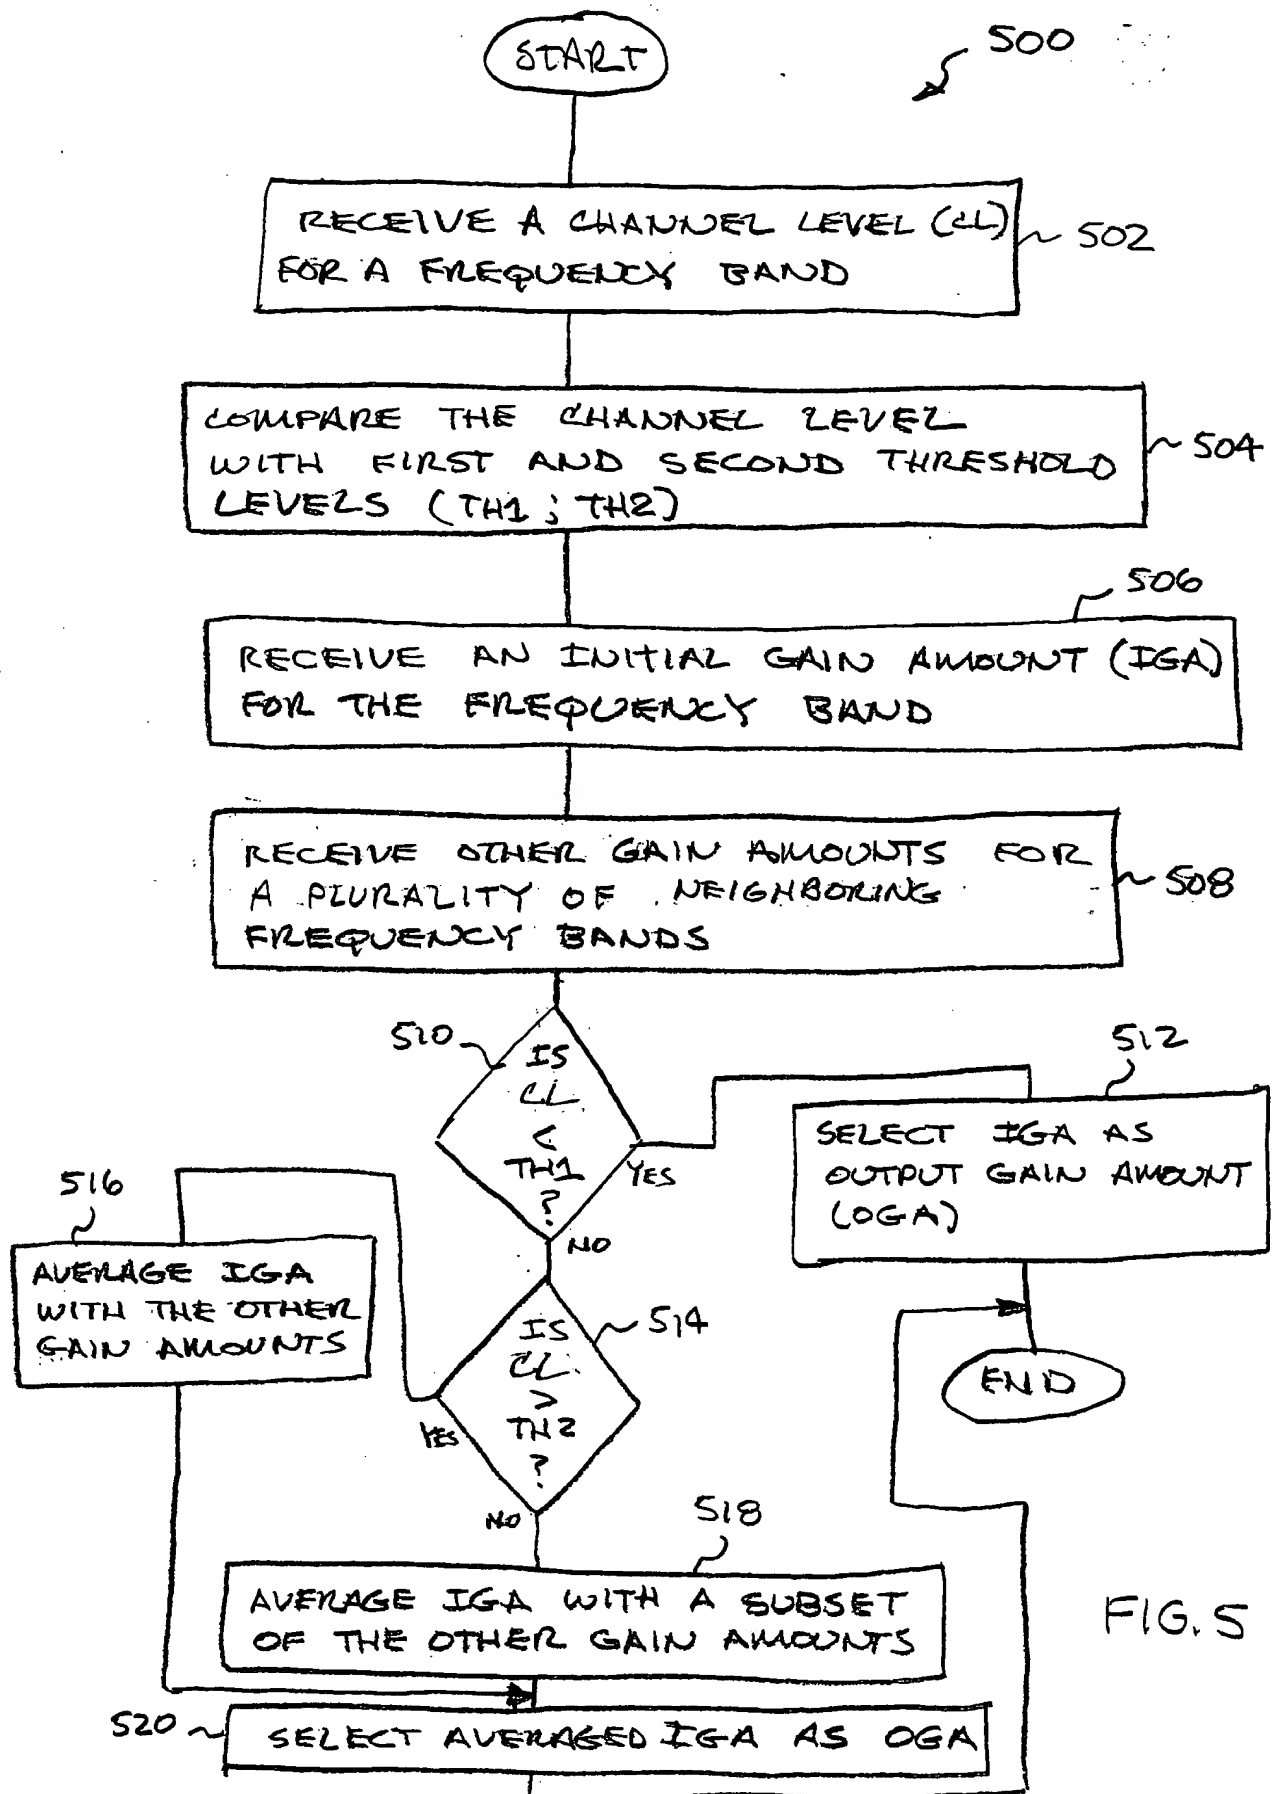 START
500
RECEIVE A CHANNEL LEVEL (CL)
FOR A FREQUENCY BAND
502
COMPARE THE CHANNEL LEVEL
WITH FIRST AND SECOND THRESHOLD
LEVELS (TH1; TH2)
504
506
RECEIVE AN INITIAL GAIN AMOUNT (IGA)
FOR THE FREQUENCY BAND
RECEIVE OTHER GAIN AMOUNTS FOR
A PLURALITY OF NEIGHBORING
FREQUENCY BANDS
508
510
IS
CL
<
TH1
?
YES
NO
512
SELECT IGA AS
OUTPUT GAIN AMOUNT
(OGA)
516
AVERAGE IGA
WITH THE OTHER
GAIN AMOUNTS
514
IS
CL
>
TH2
?
YES
NO
END
518
AVERAGE IGA WITH A SUBSET
OF THE OTHER GAIN AMOUNTS
FIG. 5
520
SELECT AVERAGED IGA AS OGA